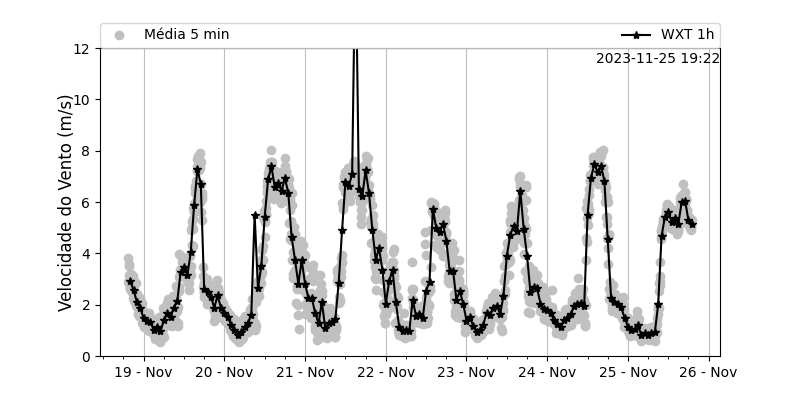 Média 5 min
WXT 1h
2023-11-25 19:22
Velocidade do Vento (m/s)
12
10
8
6
4
2
0
19 - Nov
20 - Nov
21 - Nov
22 - Nov
23 - Nov
24 - Nov
25 - Nov
26 - Nov